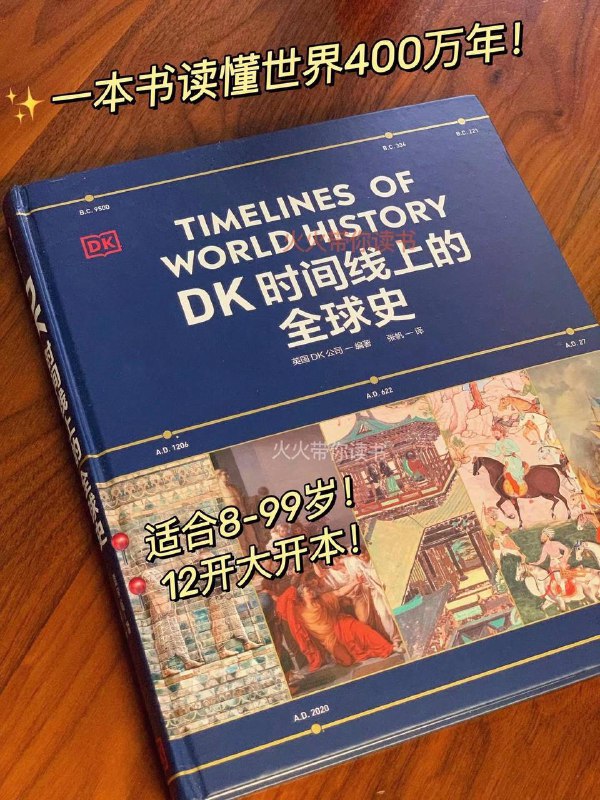 一本书读懂世界400万年！
B.C. 9500
B.C. 334
B.C. 221
DK
TIMELINES OF
WORLD HISTORY
火火带你读书
DK 时间线上的
全球史
英国 DK 公司一编著 张帆一译
A.D. 1206
A.D. 622
A.D. 27
火火带你读书
DK 时间线上的全球史
适合8-99岁！
12开大开本！
A.D. 2020